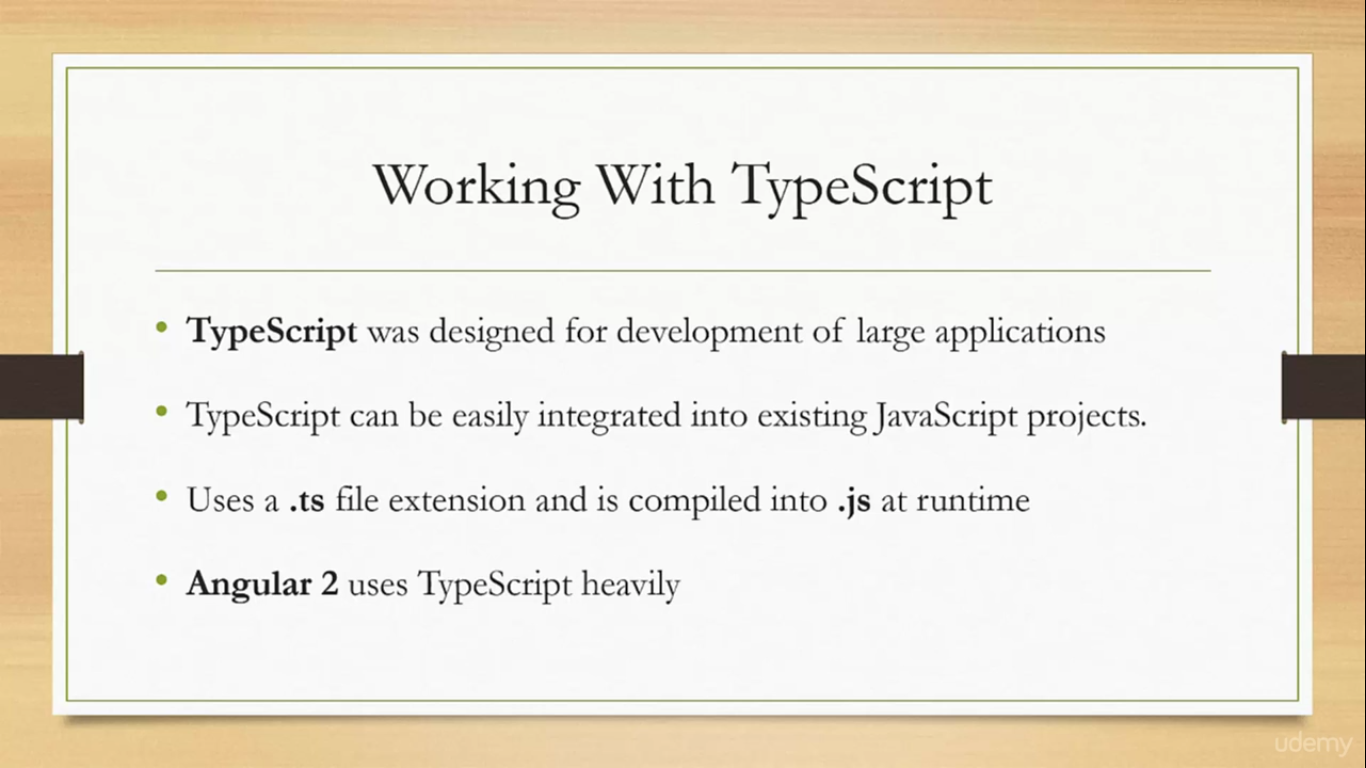 Working With TypeScript
• TypeScript was designed for development of large applications
• TypeScript can be easily integrated into existing JavaScript projects.
• Uses a .ts file extension and is compiled into .js at runtime
• Angular 2 uses TypeScript heavily
udemy